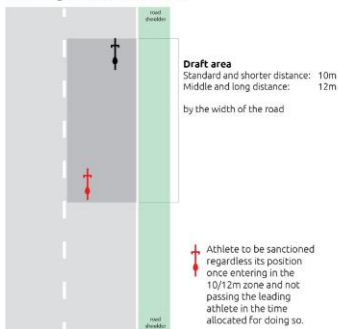 road
shoulder
Draft area
Standard and shorter distance: 10m
Middle and long distance: 12m
by the width of the road
Athlete to be sanctioned
regardless its position
once entering in the
10/12m zone and not
passing the leading
athlete in the time
allocated for doing so.
road
shoulder